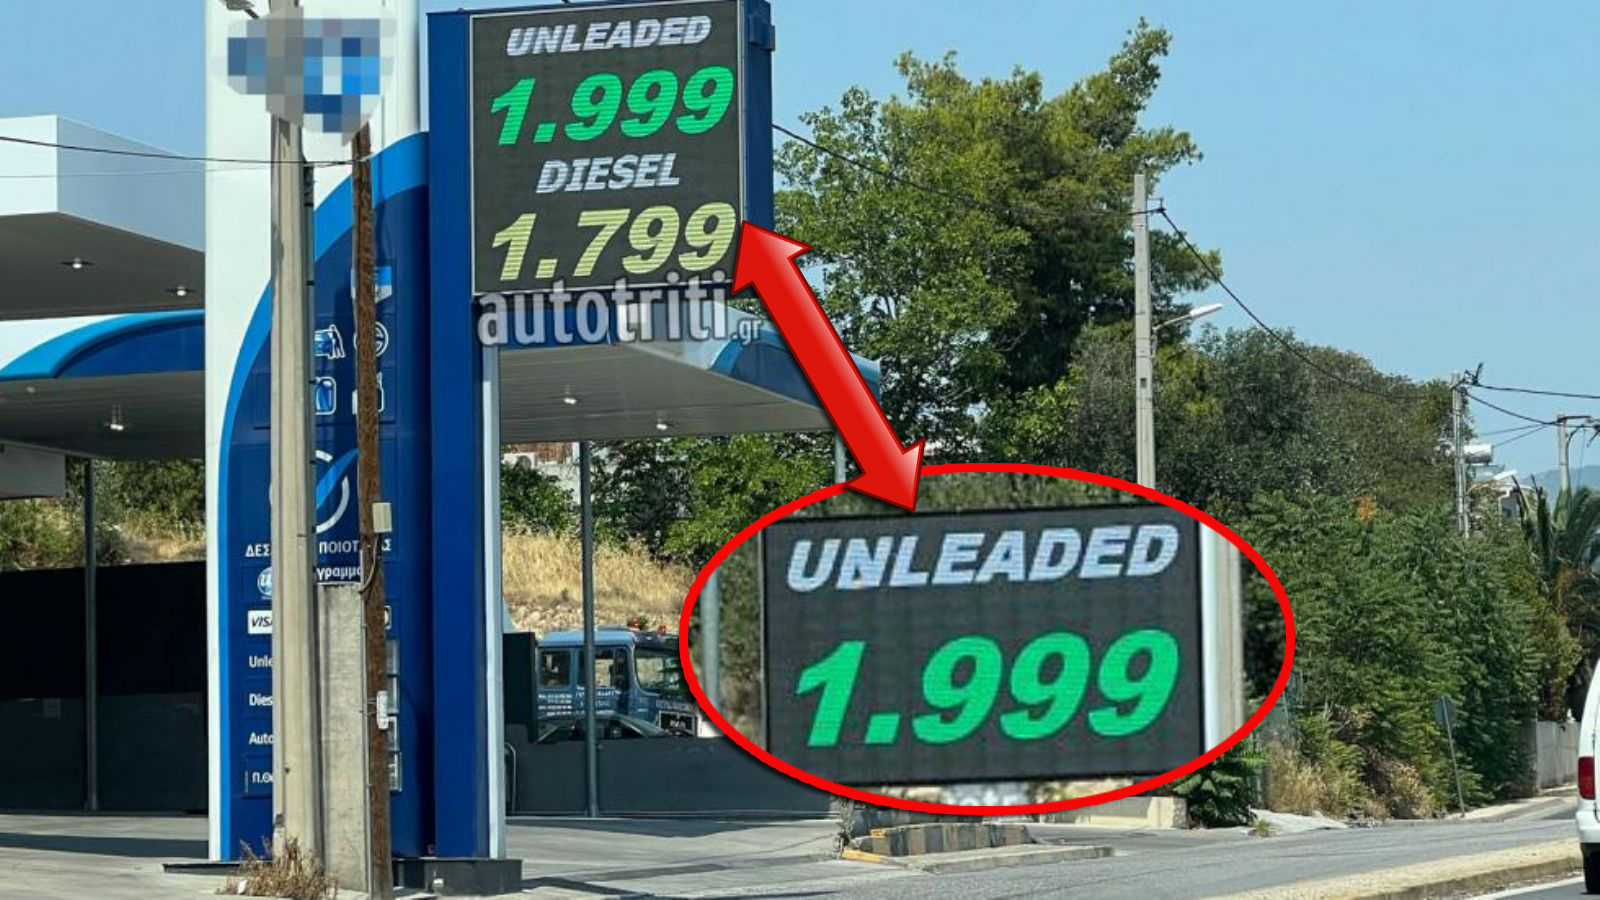 UNLEADED
1.999
DIESEL
1.799
autotriti.gr
UNLEADED
1.999
VISA